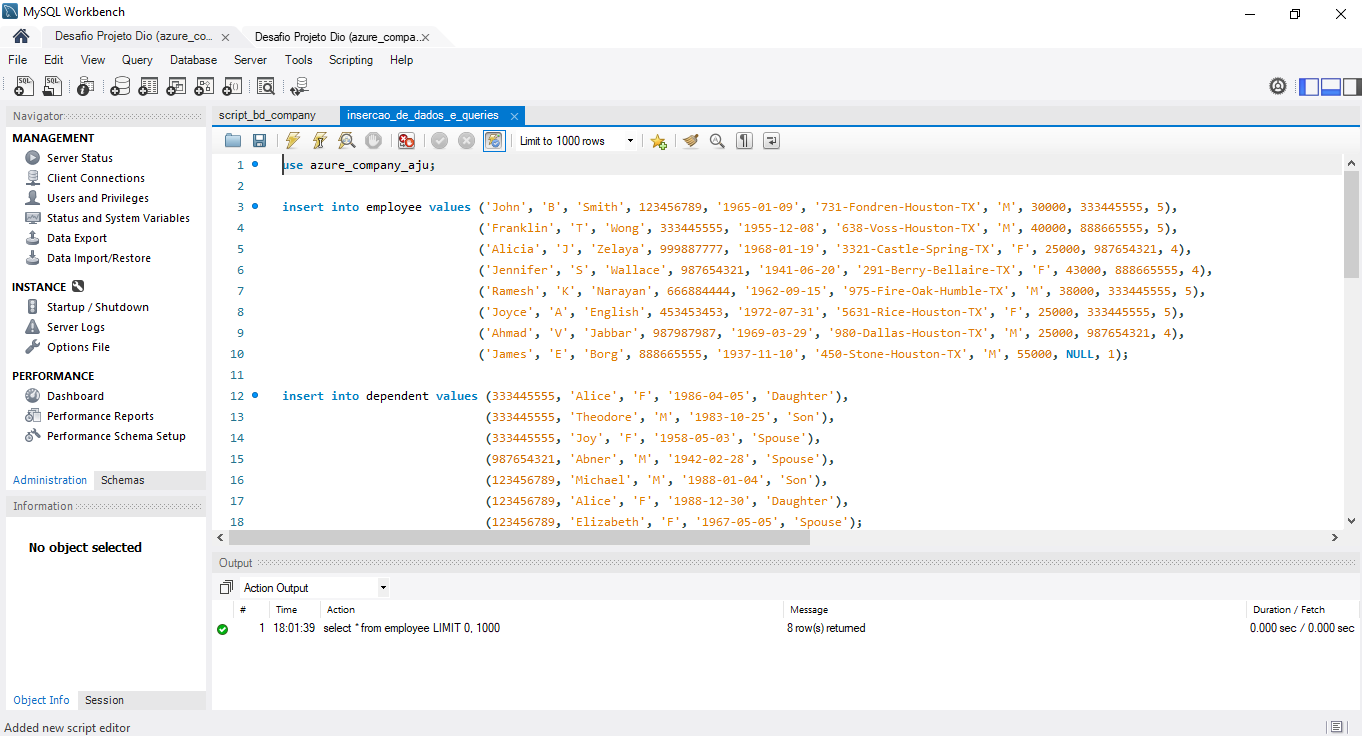 MySQL Workbench
Desafio Projeto Dio (azure_co... Desafio Projeto Dio (azure_compa...
File Edit View Query Database Server Tools Scripting Help
Navigator
MANAGEMENT
Server Status
Client Connections
Users and Privileges
Status and System Variables
Data Export
Data Import/Restore
INSTANCE
Startup / Shutdown
Server Logs
Options File
PERFORMANCE
Dashboard
Performance Reports
Performance Schema Setup
Administration Schemas
Information
No object selected
Object Info Session
script_bd_company insercao_de_dados_e_queries
Limit to 1000 rows
1 use azure_company_aju;
2
3 insert into employee values ('John', 'B', 'Smith', 123456789, '1965-01-09', '731-Fondren-Houston-TX', 'M', 30000, 333445555, 5),
4 ('Franklin', 'T', 'Wong', 333445555, '1955-12-08', '638-Voss-Houston-TX', 'M', 40000, 888665555, 5),
5 ('Alicia', 'J', 'Zelaya', 999887777, '1968-01-19', '3321-Castle-Spring-TX', 'F', 25000, 987654321, 4),
6 ('Jennifer', 'S', 'Wallace', 987654321, '1941-06-20', '291-Berry-Bellaire-TX', 'F', 43000, 888665555, 4),
7 ('Ramesh', 'K', 'Narayan', 666884444, '1962-09-15', '975-Fire-Oak-Humble-TX', 'M', 38000, 333445555, 5),
8 ('Joyce', 'A', 'English', 453453453, '1972-07-31', '5631-Rice-Houston-TX', 'F', 25000, 333445555, 5),
9 ('Ahmad', 'V', 'Jabbar', 987987987, '1969-03-29', '980-Dallas-Houston-TX', 'M', 25000, 987654321, 4),
10 ('James', 'E', 'Borg', 888665555, '1937-11-10', '450-Stone-Houston-TX', 'M', 55000, NULL, 1);
11
12 insert into dependent values (333445555, 'Alice', 'F', '1986-04-05', 'Daughter'),
13 (333445555, 'Theodore', 'M', '1983-10-25', 'Son'),
14 (333445555, 'Joy', 'F', '1958-05-03', 'Spouse'),
15 (987654321, 'Abner', 'M', '1942-02-28', 'Spouse'),
16 (123456789, 'Michael', 'M', '1988-01-04', 'Son'),
17 (123456789, 'Alice', 'F', '1988-12-30', 'Daughter'),
18 (123456789, 'Elizabeth', 'F', '1967-05-05', 'Spouse');
Output
Action Output
# Time Action Message Duration / Fetch
1 18:01:39 select * from employee LIMIT 0, 1000 8 row(s) returned 0.000 sec / 0.000 sec
Added new script editor